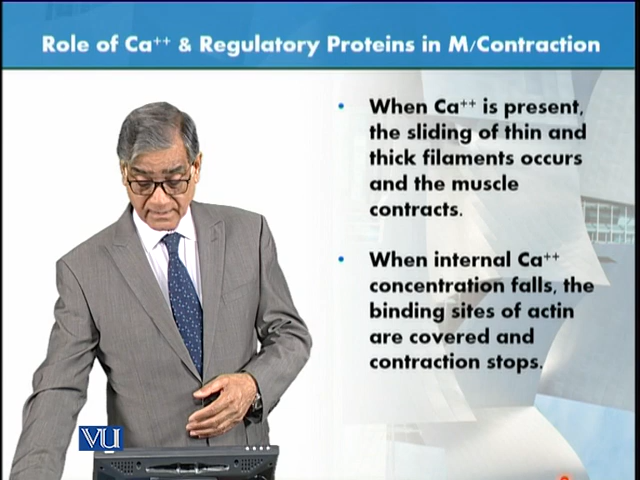 Role of Ca⁺⁺ & Regulatory Proteins in M/Contraction
• When Ca⁺⁺ is present,
the sliding of thin and
thick filaments occurs
and the muscle
contracts.
• When internal Ca⁺⁺
concentration falls, the
binding sites of actin
are covered and
contraction stops.
VU